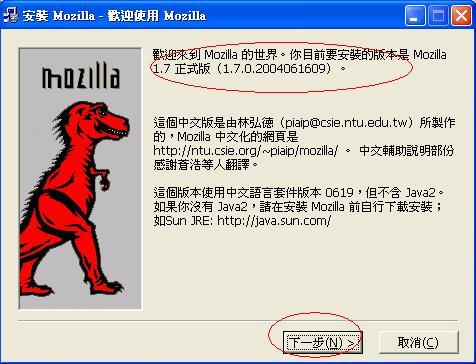 安裝 Mozilla - 歡迎使用 Mozilla
mozilla
歡迎來到 Mozilla 的世界。你目前要安裝的版本是 Mozilla
1.7 正式版（1.7.0.2004061609）。
這個中文版是由林弘德（piaip@csie.ntu.edu.tw）所製作
的，Mozilla 中文化的網頁是
http://ntu.csie.org/~piaip/mozilla/ 。 中文輔助說明部份
感謝蒼浩等人翻譯。
這個版本使用中文語言套件版本 0619，但不含 Java2。
如果你沒有 Java2，請在安裝 Mozilla 前自行下載安裝；
如Sun JRE: http://java.sun.com/
下一步(N) >
取消(C)